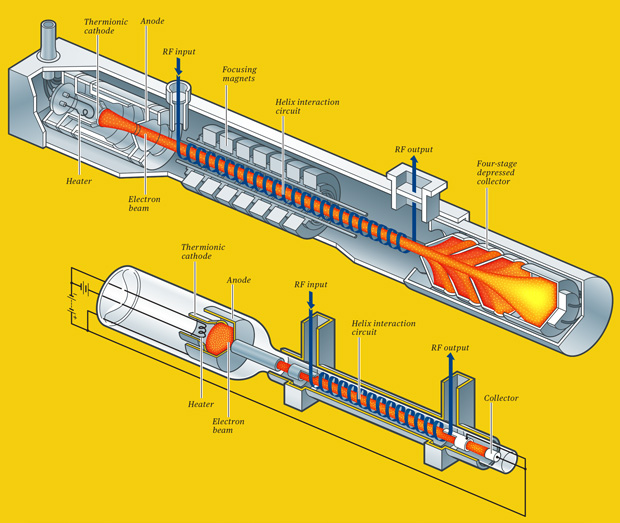 Thermionic
cathode
Anode
RF input
Focusing
magnets
Helix interaction
circuit
RF output
Four-stage
depressed
collector
Heater
Electron
beam
Thermionic
cathode
Anode
RF input
Helix interaction
circuit
RF output
Heater
Electron
beam
Collector